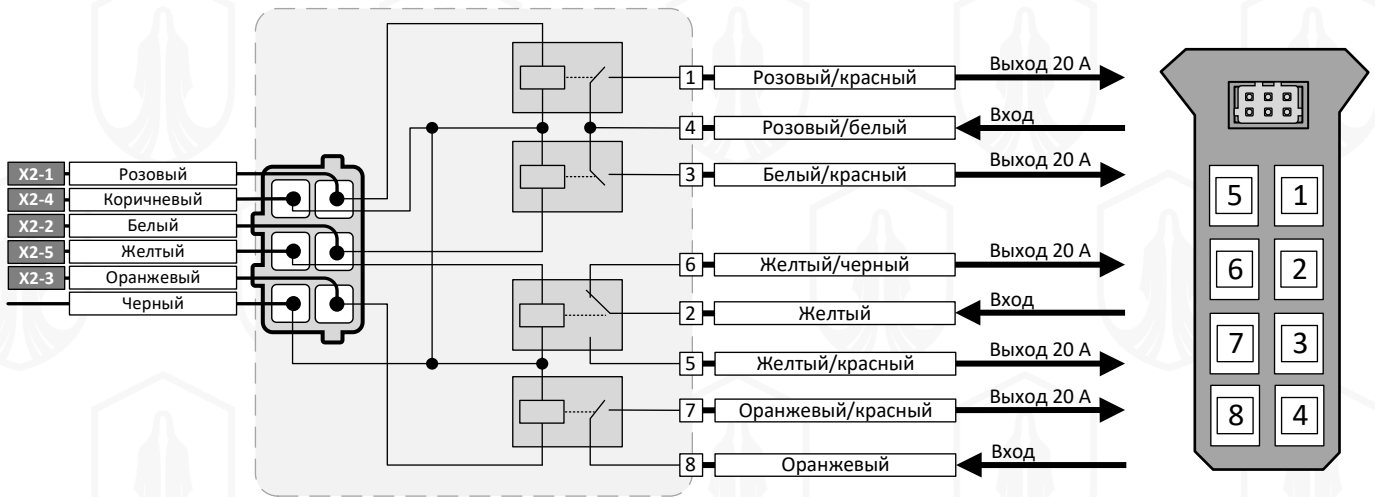 X2-1 Розовый
X2-4 Коричневый
X2-2 Белый
X2-5 Желтый
X2-3 Оранжевый
Черный
1 Розовый/красный Выход 20 А
4 Розовый/белый Вход
3 Белый/красный Выход 20 А
6 Желтый/черный Выход 20 А
2 Желтый Вход
5 Желтый/красный Выход 20 А
7 Оранжевый/красный Выход 20 А
8 Оранжевый Вход
5 1
6 2
7 3
8 4